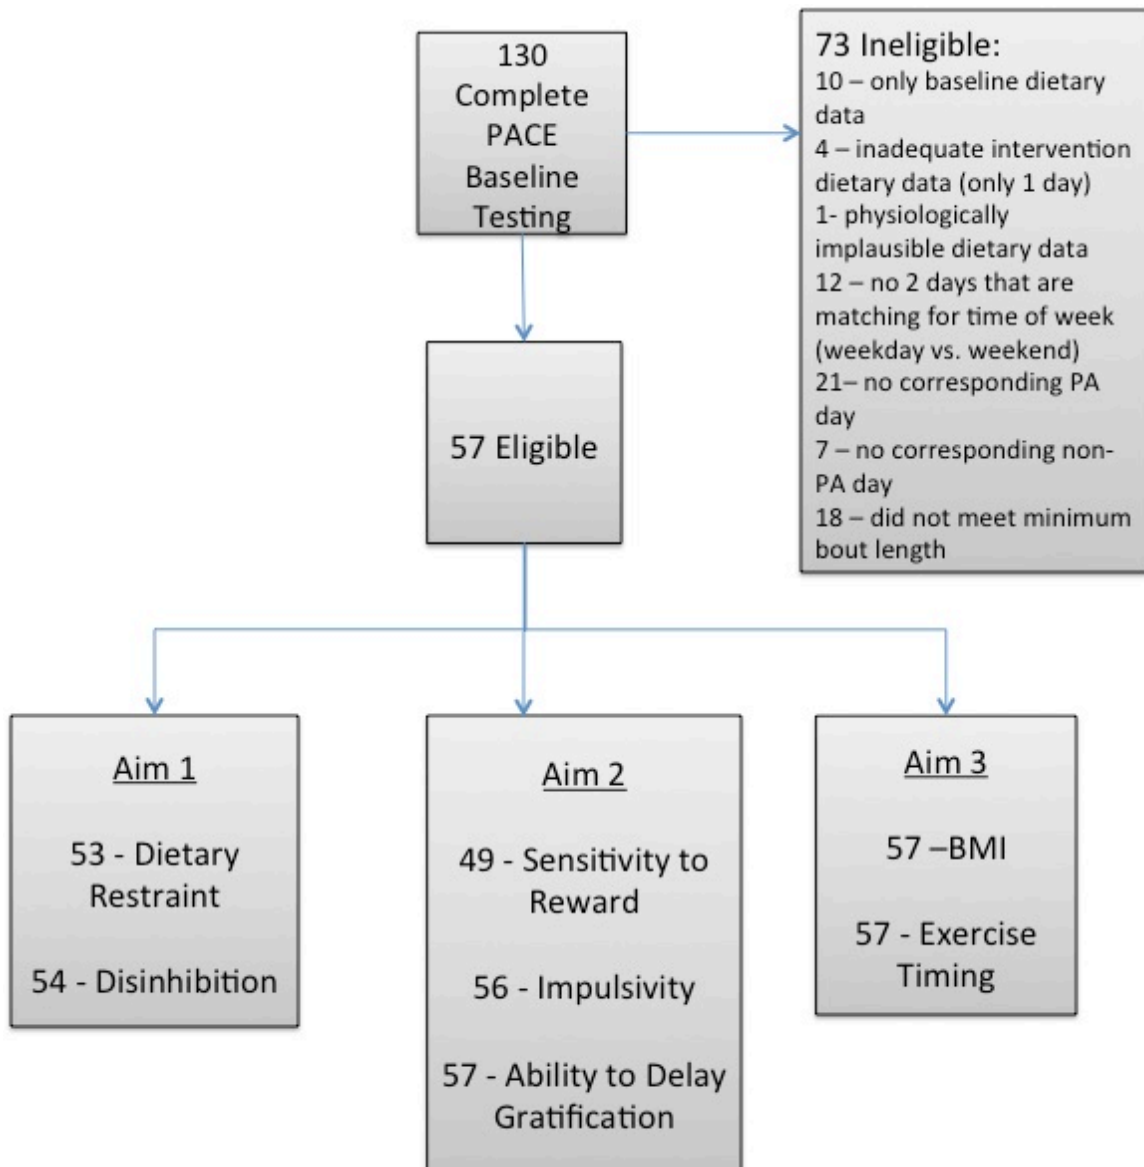 130
Complete
PACE
Baseline
Testing
73 Ineligible:
10 – only baseline dietary
data
4 – inadequate intervention
dietary data (only 1 day)
1- physiologically
implausible dietary data
12 – no 2 days that are
matching for time of week
(weekday vs. weekend)
21– no corresponding PA
day
7 – no corresponding non-
PA day
18 – did not meet minimum
bout length
57 Eligible
Aim 1
53 - Dietary
Restraint
54 - Disinhibition
Aim 2
49 - Sensitivity to
Reward
56 - Impulsivity
57 - Ability to Delay
Gratification
Aim 3
57 –BMI
57 - Exercise
Timing